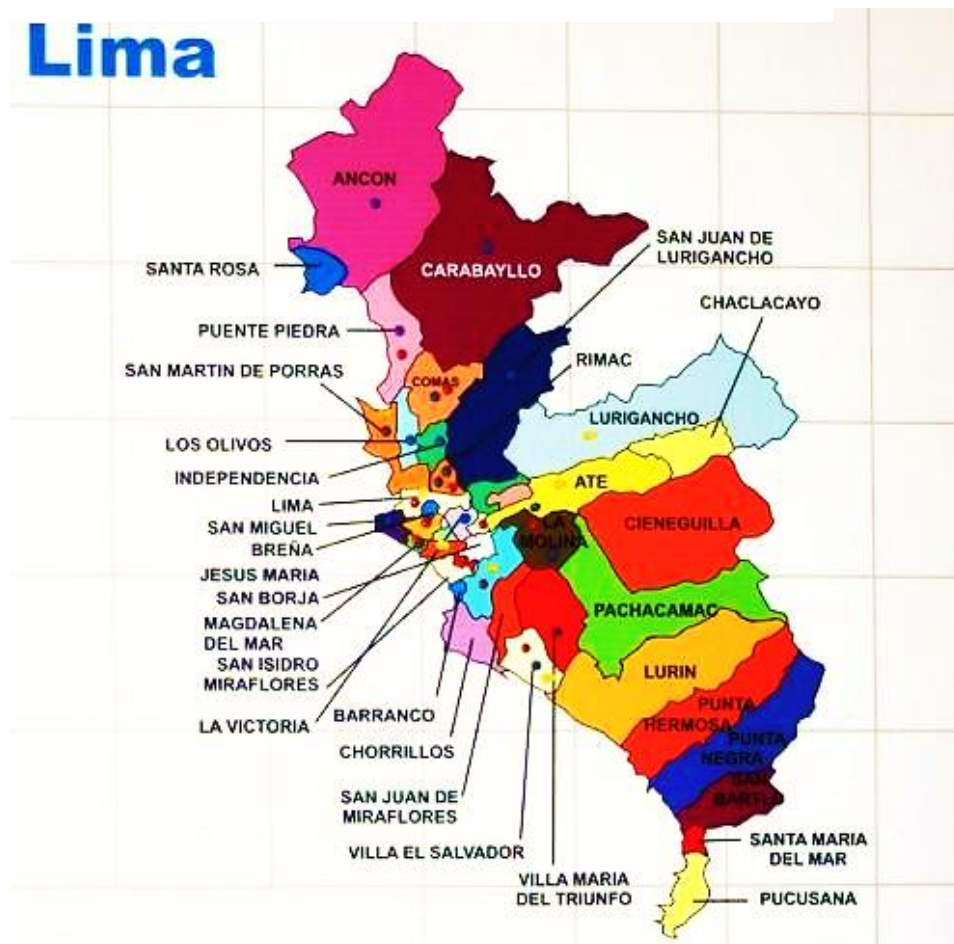 Lima
ANCON
SAN JUAN DE
LURIGANCHO
SANTA ROSA
CARABAYLLO
CHACLACAYO
PUENTE PIEDRA
RIMAC
SAN MARTIN DE PORRAS
COMAS
LURIGANCHO
LOS OLIVOS
INDEPENDENCIA
ATE
LIMA
SAN MIGUEL
CIENEGUILLA
LA
MOLINA
BREÑA
JESUS MARIA
SAN BORJA
PACHACAMAC
MAGDALENA
DEL MAR
SAN ISIDRO
MIRAFLORES
LURIN
PUNTA
HERMOSA
BARRANCO
LA VICTORIA
PUNTA
NEGRA
CHORRILLOS
SAN
BARTLO
SAN JUAN DE
MIRAFLORES
SANTA MARIA
DEL MAR
VILLA EL SALVADOR
VILLA MARIA
DEL TRIUNFO
PUCUSANA